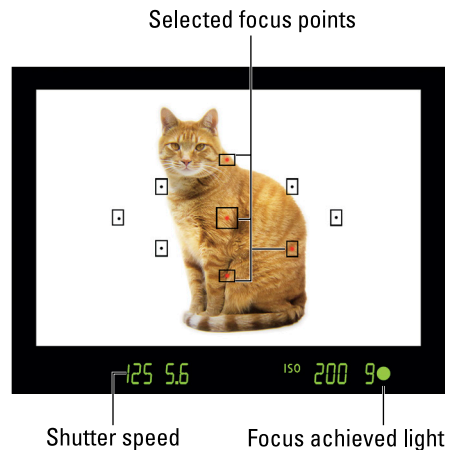 Selected focus points
125 5.6 ISO 200 9
Shutter speed Focus achieved light